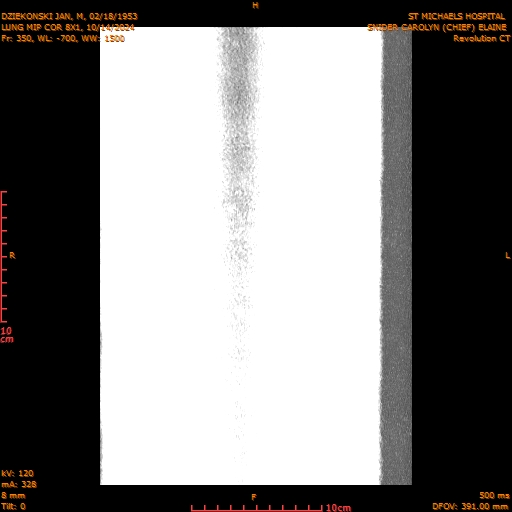 H
DZIEKONSKI JAN, M, 02/18/1953
ST MICHAELS HOSPITAL
LUNG MIP COR 8X1, 10/14/2024
SNIDER CAROLYN (CHIEF) ELAINE
Fr: 350, WL: -700, WW: 1500
Revolution CT
R
L
10
cm
kV: 120
mA: 328
8 mm
500 ms
Tilt: 0
F
10cm
DFOV: 391.00 mm